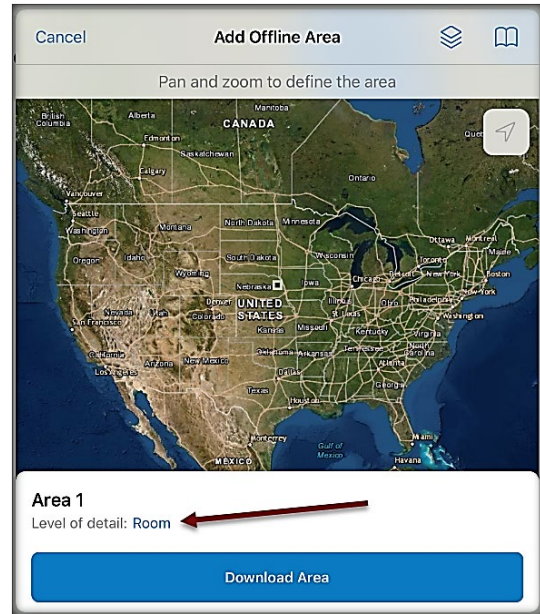 Cancel
Add Offline Area
Pan and zoom to define the area
British Columbia
Alberta
Manitoba
CANADA
Edmonton
Saskatchewan
Calgary
Ontario
Vancouver
Seattle
Washington
Montana
North Dakota
Minnesota
Ottawa
Montreal
Maine
Oregon
Idaho
South Dakota
Wisconsin
Toronto
Wyoming
Chicago
Detroit
New York
Boston
Nebraska
Iowa
Nevada
Utah
Denver
UNITED
STATES
Illinois
Ohio
Philadelphia
New York
San Francisco
Colorado
St Louis
Washington
Kansas
Missouri
Kentucky
Virginia
California
Los Angeles
Arizona
New Mexico
Oklahoma
Arkansas
Tennessee
North
Carolina
Dallas
Atlanta
Texas
Georgia
Houston
Monterrey
Gulf of
Mexico
Miami
MEXICO
Havana
Area 1
Level of detail: Room
Download Area